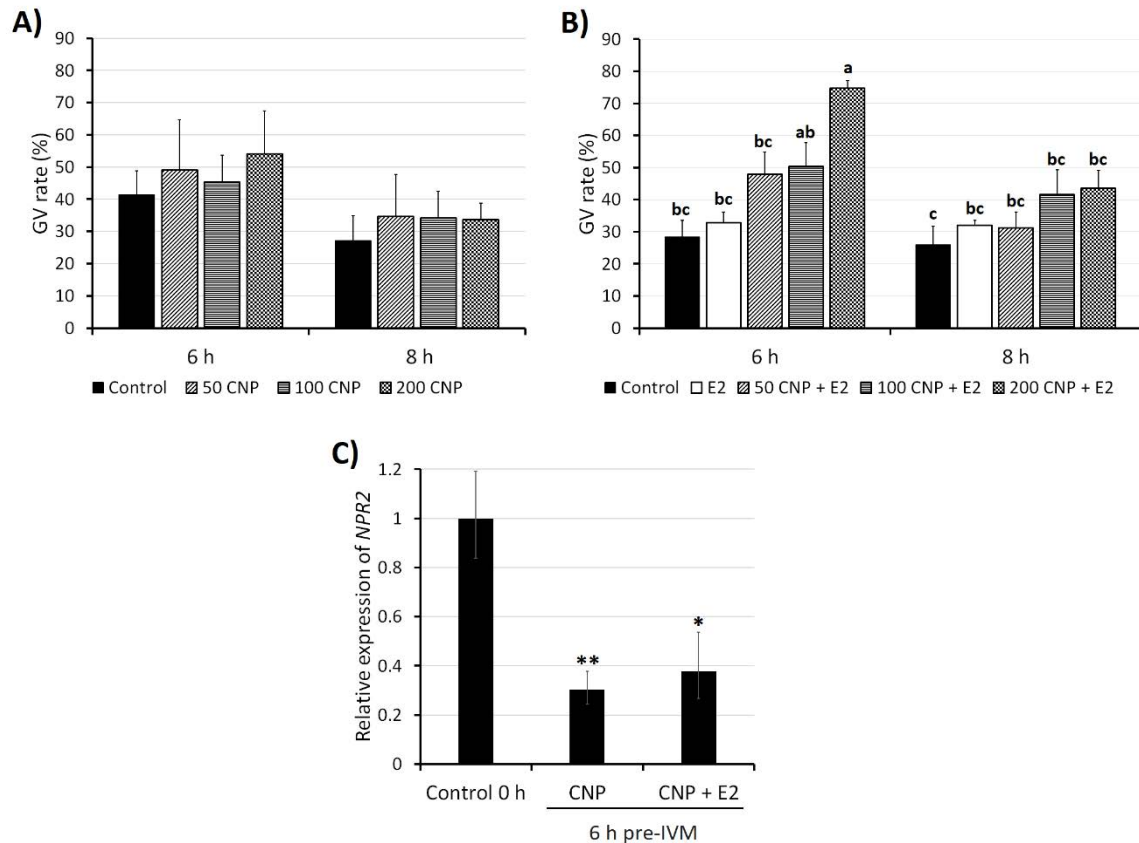 A)
GV rate (%)
90
80
70
60
50
40
30
20
10
0
6 h
8 h
Control 50 CNP 100 CNP 200 CNP
B)
GV rate (%)
90
80
70
60
50
40
30
20
10
0
bc
bc
bc
ab
a
c
bc
bc
bc
bc
6 h
8 h
Control E2 50 CNP + E2 100 CNP + E2 200 CNP + E2
C)
Relative expression of NPR2
1.2
1
0.8
0.6
0.4
0.2
0
**
*
Control 0 h CNP CNP + E2
6 h pre-IVM